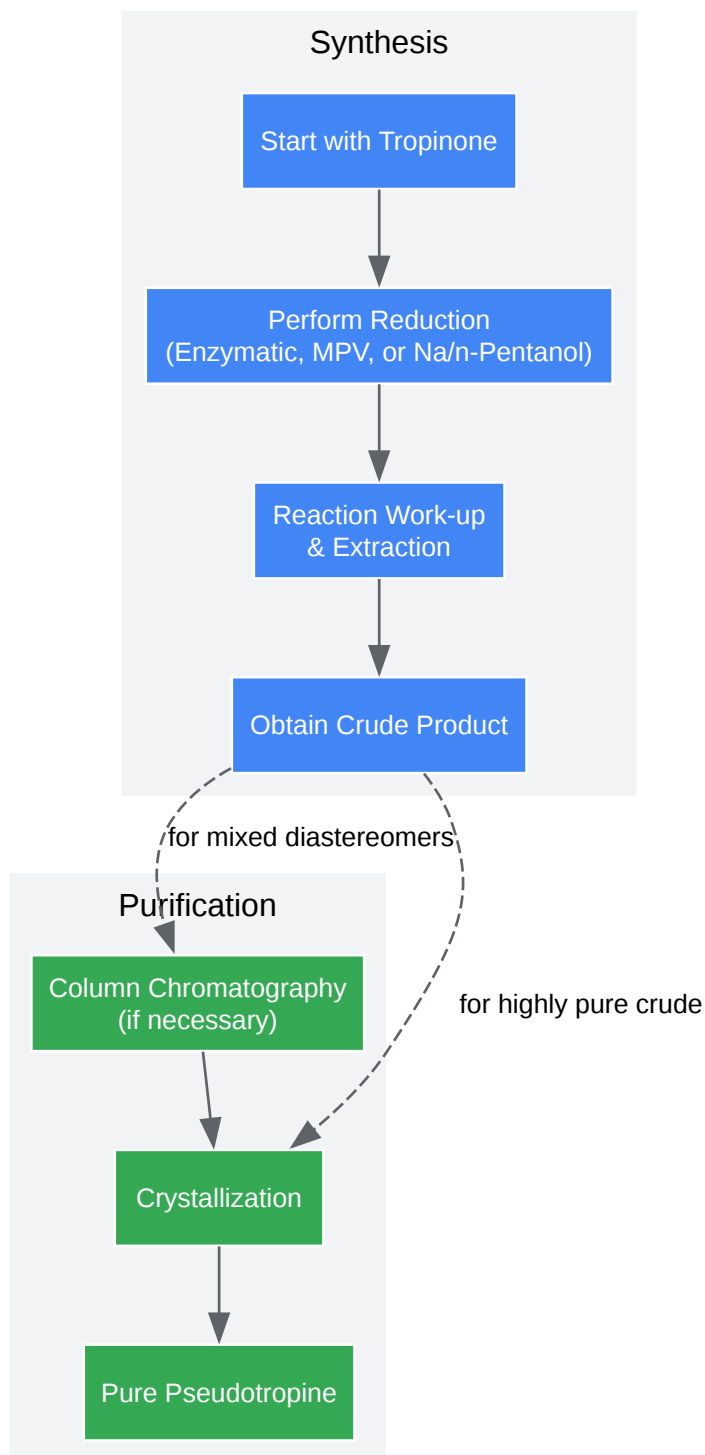 Synthesis
Start with Tropinone
Perform Reduction
(Enzymatic, MPV, or Na/n-Pentanol)
Reaction Work-up
& Extraction
Obtain Crude Product
for mixed diastereomers
Purification
Column Chromatography
(if necessary)
for highly pure crude
Crystallization
Pure Pseudotropine